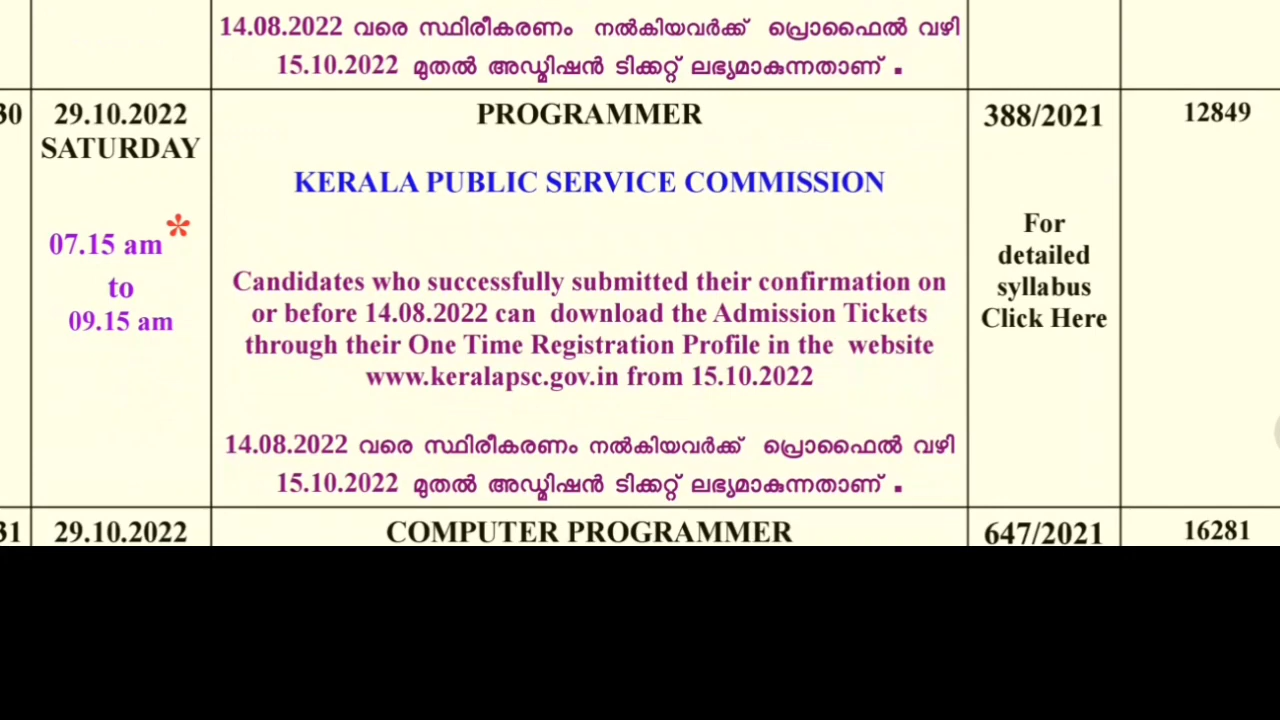 14.08.2022 വരെ സ്ഥിരീകരണം നൽകിയവർക്ക് പ്രൊഫൈൽ വഴി
15.10.2022 മുതൽ അഡ്മിഷൻ ടിക്കറ്റ് ലഭ്യമാകുന്നതാണ് .
30
29.10.2022
SATURDAY
07.15 am *
to
09.15 am
PROGRAMMER
KERALA PUBLIC SERVICE COMMISSION
Candidates who successfully submitted their confirmation on
or before 14.08.2022 can download the Admission Tickets
through their One Time Registration Profile in the website
www.keralapsc.gov.in from 15.10.2022
14.08.2022 വരെ സ്ഥിരീകരണം നൽകിയവർക്ക് പ്രൊഫൈൽ വഴി
15.10.2022 മുതൽ അഡ്മിഷൻ ടിക്കറ്റ് ലഭ്യമാകുന്നതാണ് .
388/2021
For
detailed
syllabus
Click Here
12849
31
29.10.2022
COMPUTER PROGRAMMER
647/2021
16281